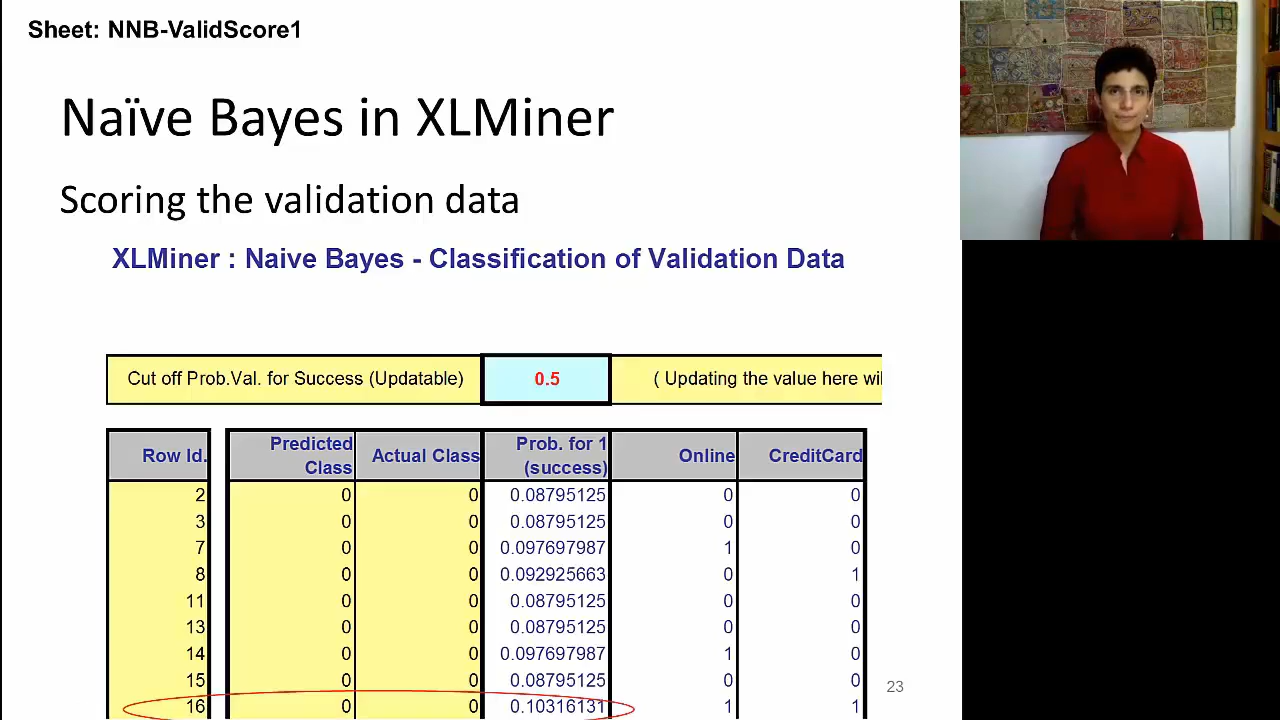 Sheet: NNB-ValidScore1
Naïve Bayes in XLMiner
Scoring the validation data
XLMiner : Naive Bayes - Classification of Validation Data
Cut off Prob.Val. for Success (Updatable) 0.5 ( Updating the value here wil
Row Id. Predicted Class Actual Class Prob. for 1 (success) Online CreditCard
2 0 0 0.08795125 0 0
3 0 0 0.08795125 0 0
7 0 0 0.097697987 1 0
8 0 0 0.092925663 0 1
11 0 0 0.08795125 0 0
13 0 0 0.08795125 0 0
14 0 0 0.097697987 1 0
15 0 0 0.08795125 0 0
16 0 0 0.10316131 1 1
23